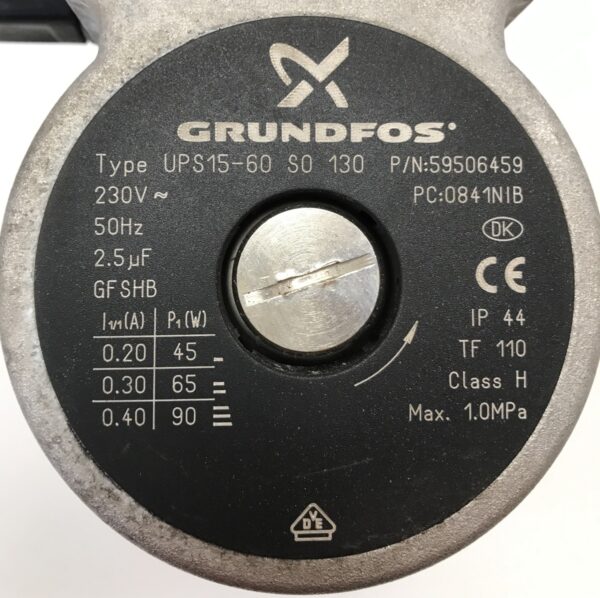 GRUNDFOS
Type UPS15-60 SO 130 P/N:59506459
230V ~ PC:0841NIB
50Hz DK
2.5µF
GFSHB CE
I1/1(A) P1(W) IP 44
0.20 45 TF 110
0.30 65 Class H
0.40 90 Max. 1.0MPa
VDE